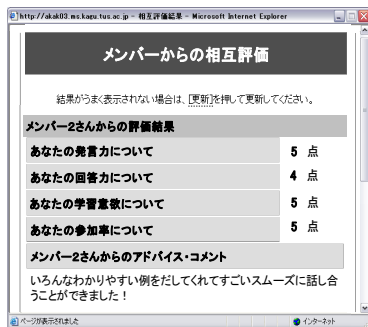 http://akak03.ms.kagu.tus.ac.jp - 相互評価結果 - Microsoft Internet Explorer
メンバーからの相互評価
結果がうまく表示されない場合は、[更新]を押して更新してください。
メンバー2さんからの評価結果
あなたの発言力について 5 点
あなたの回答力について 4 点
あなたの学習意欲について 5 点
あなたの参加率について 5 点
メンバー2さんからのアドバイス・コメント
いろんなわかりやすい例をだしてくれてすごいスムーズに話し合
うことができました！
ページが表示されました インターネット